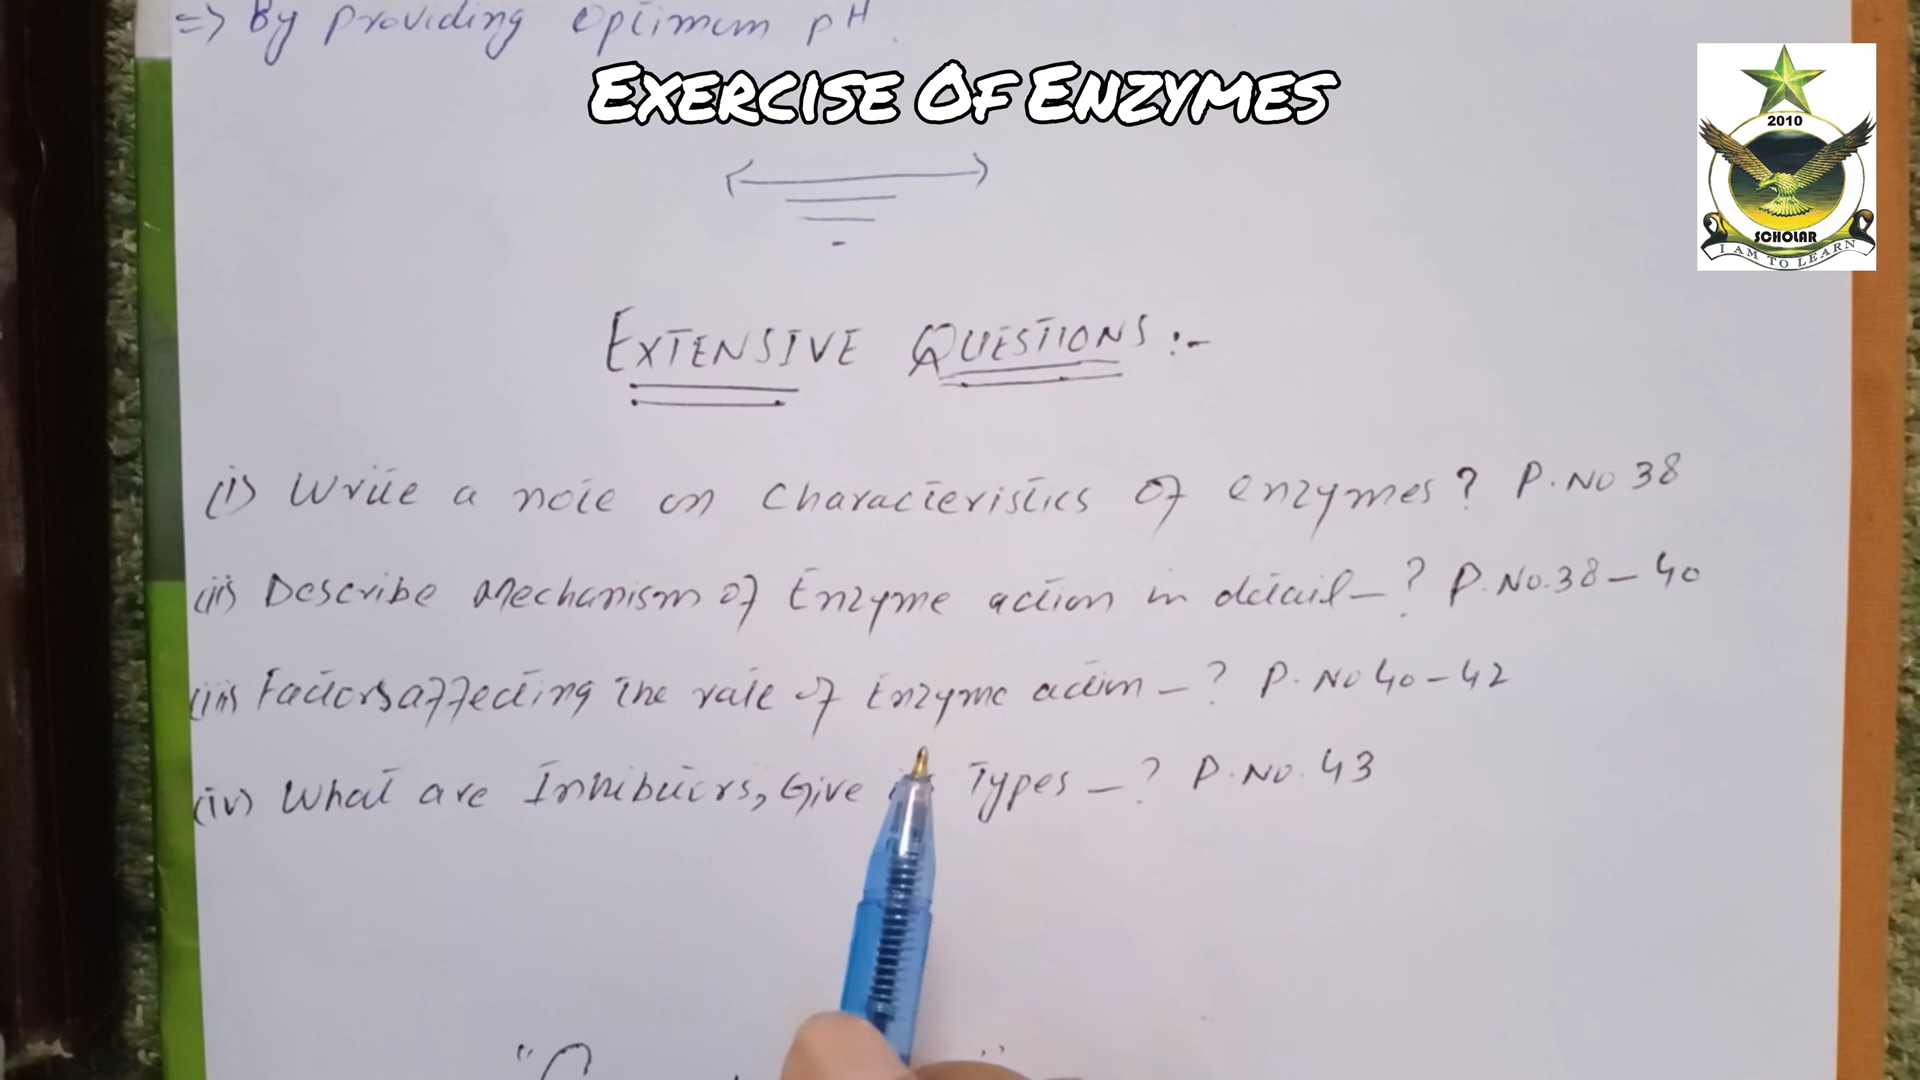 => By providing optimum pH.
EXERCISE OF ENZYMES
2010
SCHOLAR
I AM TO LEARN
EXTENSIVE QUESTIONS :-
(i) Write a note on characteristics of enzymes? P.NO 38
(ii) Describe Mechanism of Enzyme action in detail-? P.No.38-40
(iii) Factors affecting the rate of Enzyme action -? P.NO 40-42
(iv) What are Inhibitors, Give Types -? P.NO.43